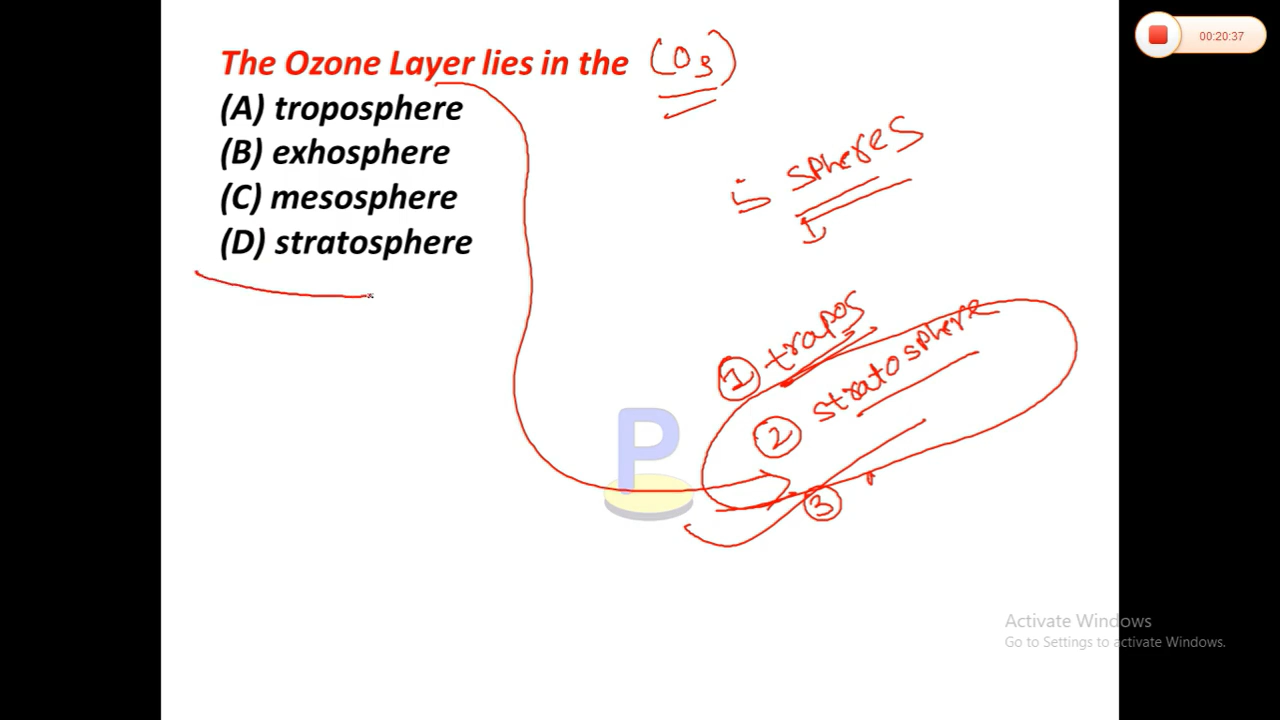 The Ozone Layer lies in the (O3)
(A) troposphere
(B) exhosphere
(C) mesosphere
(D) stratosphere
5 spheres
1 trapos
2 stratosphere
3
P
00:20:37
Activate Windows
Go to Settings to activate Windows.